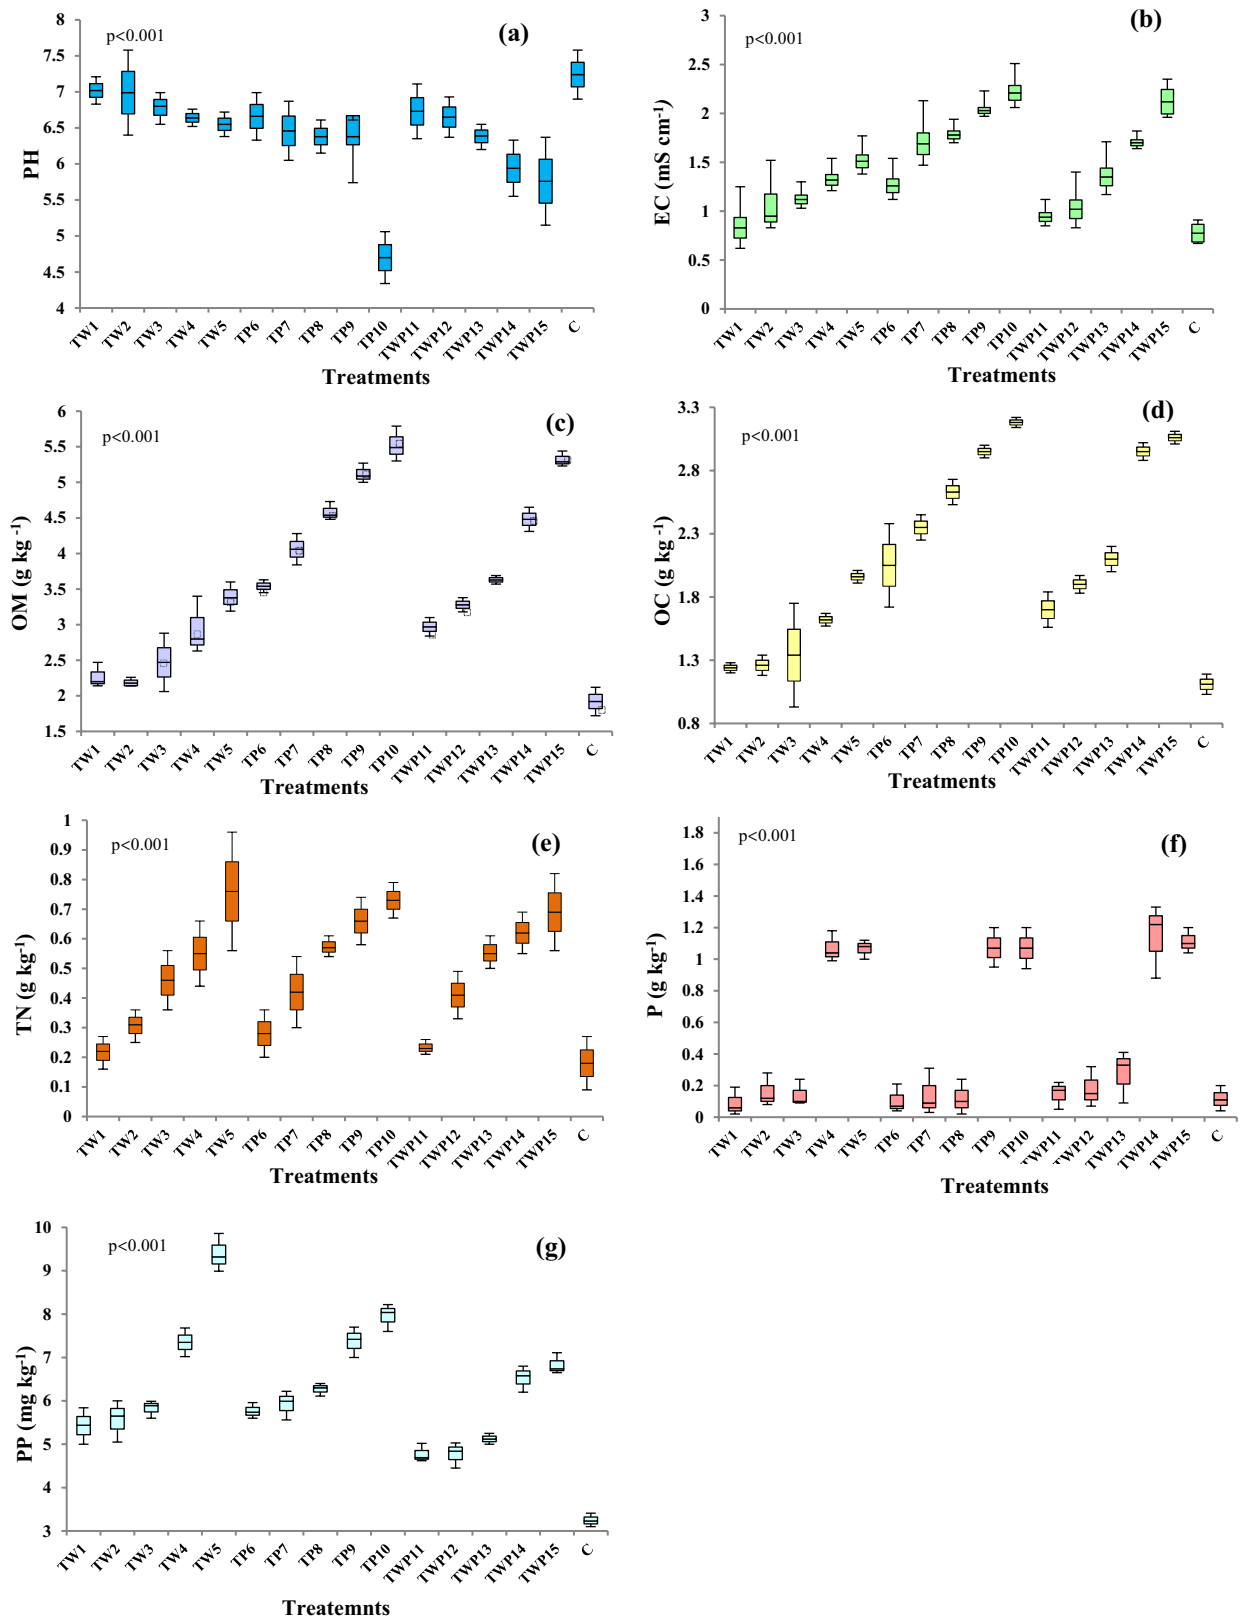 (a)
p<0.001
8
7.5
7
6.5
6
5.5
5
4.5
4
PH
TW1 TW2 TW3 TW4 TW5 TP6 TP7 TP8 TP9 TP10 TWP11 TWP12 TWP13 TWP14 TWP15 C
Treatments
(b)
p<0.001
3
2.5
2
1.5
1
0.5
0
EC (mS cm-1)
TW1 TW2 TW3 TW4 TW5 TP6 TP7 TP8 TP9 TP10 TWP11 TWP12 TWP13 TWP14 TWP15 C
Treatments
(c)
p<0.001
6
5.5
5
4.5
4
3.5
3
2.5
2
1.5
OM (g kg -1)
TW1 TW2 TW3 TW4 TW5 TP6 TP7 TP8 TP9 TP10 TWP11 TWP12 TWP13 TWP14 TWP15 C
Treatments
(d)
p<0.001
3.3
2.8
2.3
1.8
1.3
0.8
OC (g kg -1)
TW1 TW2 TW3 TW4 TW5 TP6 TP7 TP8 TP9 TP10 TWP11 TWP12 TWP13 TWP14 TWP15 C
Treatments
(e)
p<0.001
1
0.9
0.8
0.7
0.6
0.5
0.4
0.3
0.2
0.1
0
TN (g kg-1)
TW1 TW2 TW3 TW4 TW5 TP6 TP7 TP8 TP9 TP10 TWP11 TWP12 TWP13 TWP14 TWP15 C
Treatments
(f)
p<0.001
1.8
1.6
1.4
1.2
1
0.8
0.6
0.4
0.2
0
P (g kg-1)
TW1 TW2 TW3 TW4 TW5 TP6 TP7 TP8 TP9 TP10 TWP11 TWP12 TWP13 TWP14 TWP15 C
Treatemnts
(g)
p<0.001
10
9
8
7
6
5
4
3
PP (mg kg-1)
TW1 TW2 TW3 TW4 TW5 TP6 TP7 TP8 TP9 TP10 TWP11 TWP12 TWP13 TWP14 TWP15 C
Treatemnts